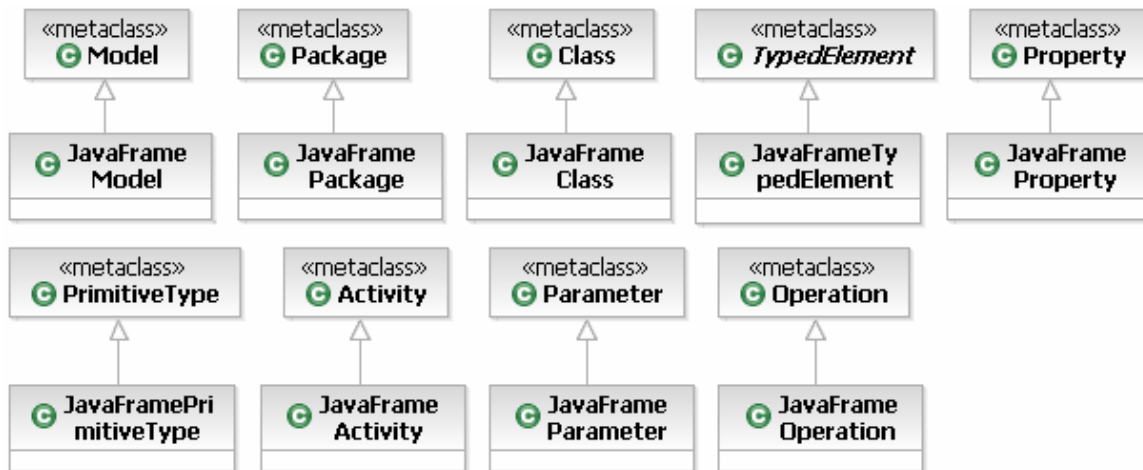 «metaclass» «metaclass» «metaclass» «metaclass» «metaclass»
Model Package Class TypedElement Property
JavaFrame JavaFrame JavaFrame JavaFrameTy JavaFrame
Model Package Class pedElement Property
«metaclass» «metaclass» «metaclass» «metaclass»
PrimitiveType Activity Parameter Operation
JavaFramePri JavaFrame JavaFrame JavaFrame
mitiveType Activity Parameter Operation